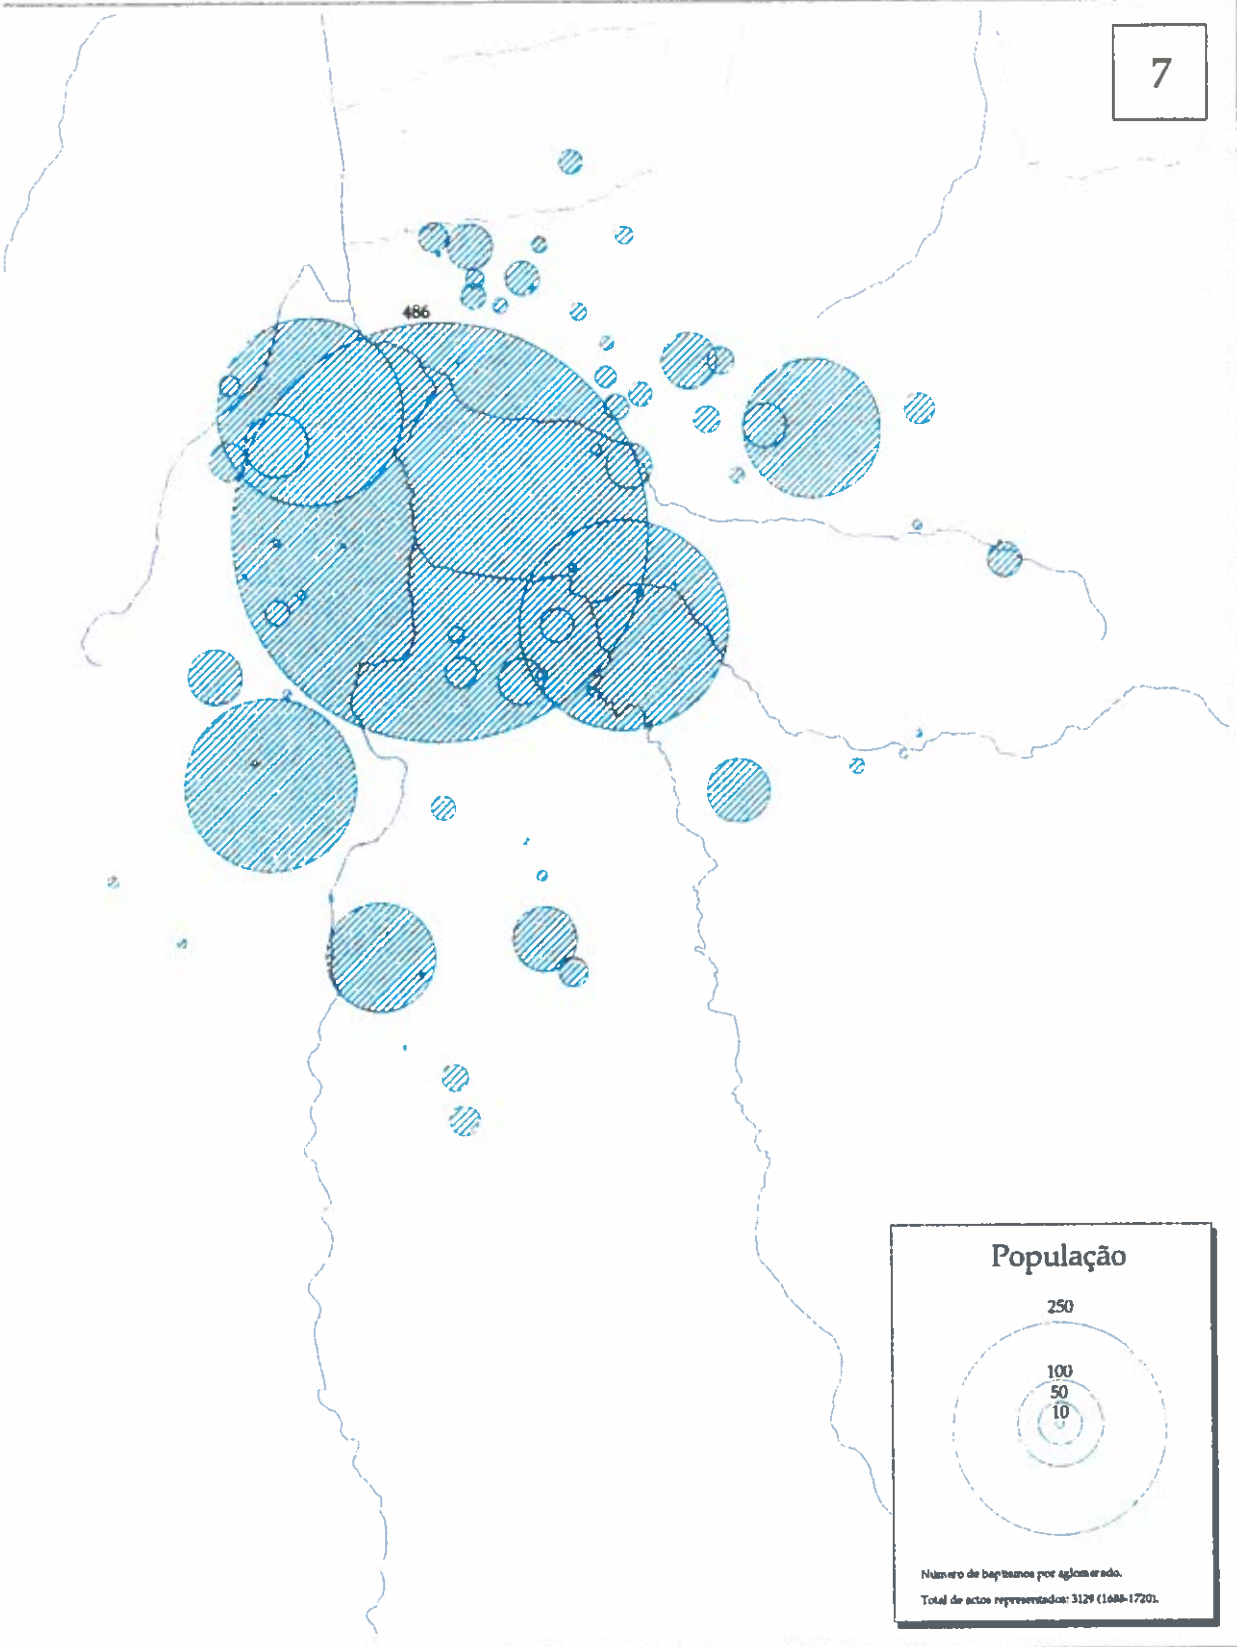 7
486
População
250
100
50
10
Número de baptismos por aglomerado.
Total de actos representados: 3129 (1688-1720).